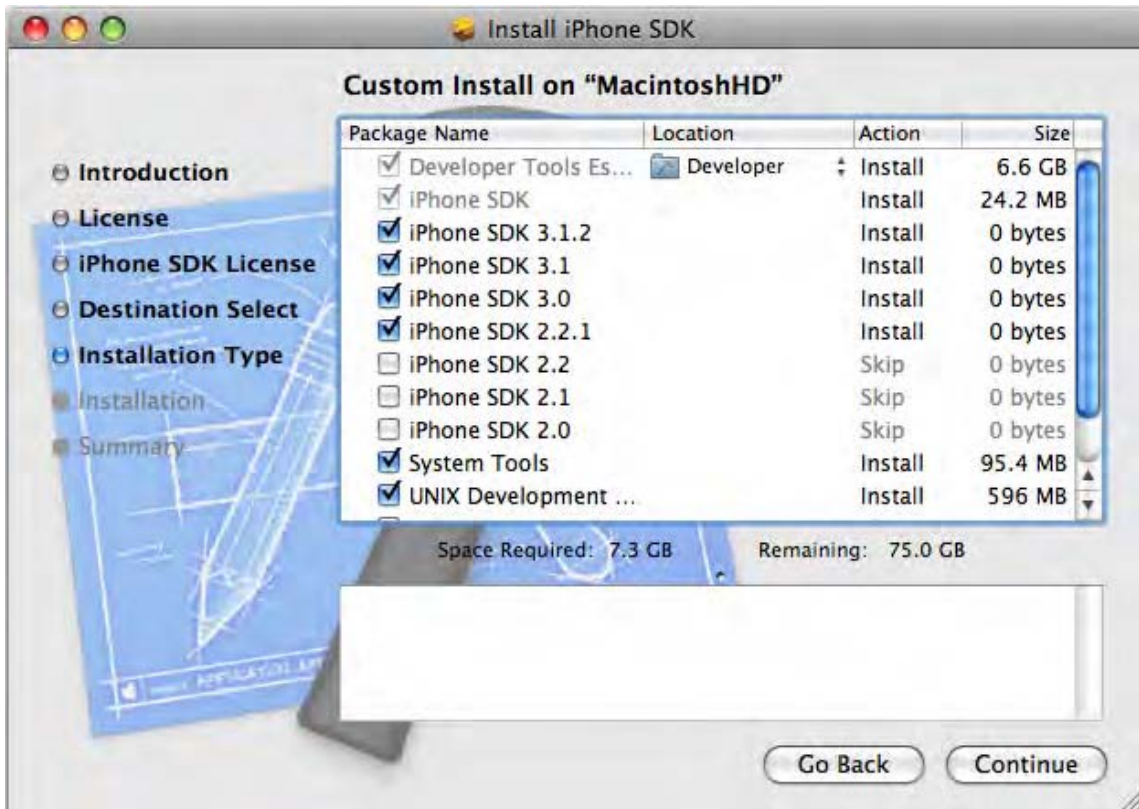 Install iPhone SDK
Custom Install on “MacintoshHD”
Introduction
License
iPhone SDK License
Destination Select
Installation Type
Installation
Summary
Package Name Location Action Size
Developer Tools Es... Developer Install 6.6 GB
iPhone SDK Install 24.2 MB
iPhone SDK 3.1.2 Install 0 bytes
iPhone SDK 3.1 Install 0 bytes
iPhone SDK 3.0 Install 0 bytes
iPhone SDK 2.2.1 Install 0 bytes
iPhone SDK 2.2 Skip 0 bytes
iPhone SDK 2.1 Skip 0 bytes
iPhone SDK 2.0 Skip 0 bytes
System Tools Install 95.4 MB
UNIX Development ... Install 596 MB
Space Required: 7.3 GB Remaining: 75.0 GB
APPLICATION
Go Back Continue